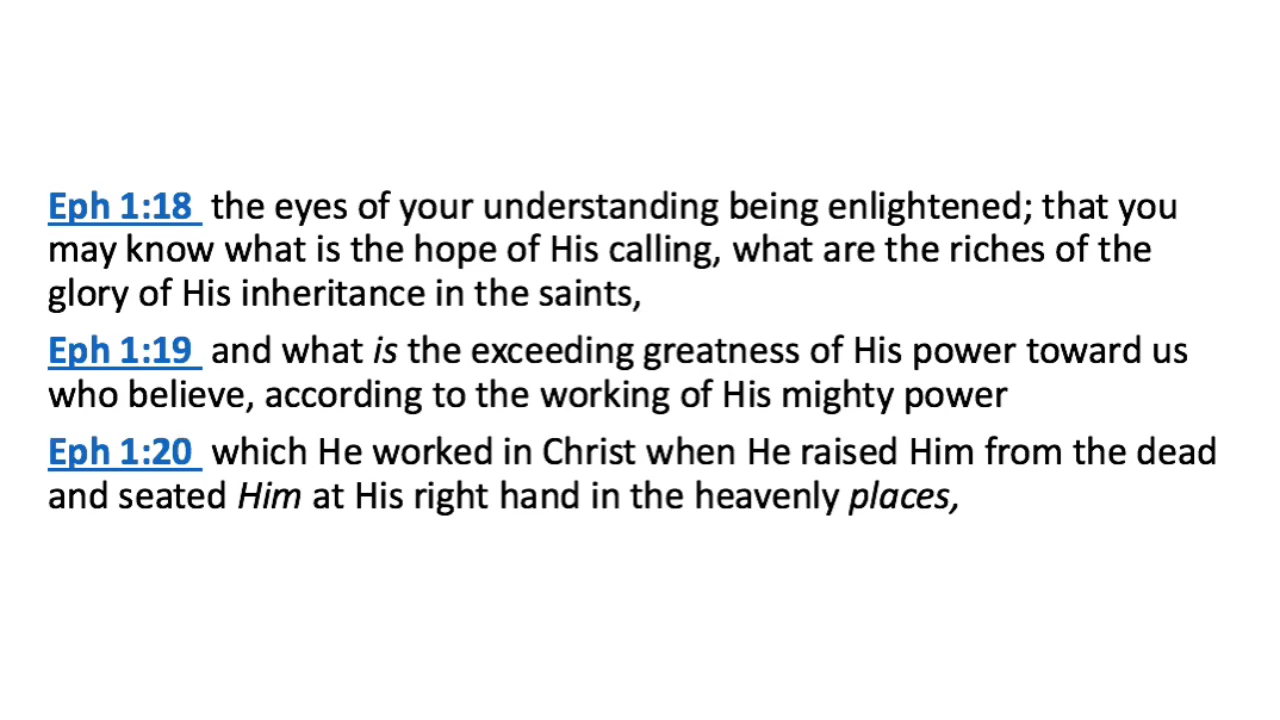 Eph 1:18  the eyes of your understanding being enlightened; that you
may know what is the hope of His calling, what are the riches of the
glory of His inheritance in the saints,
Eph 1:19  and what is the exceeding greatness of His power toward us
who believe, according to the working of His mighty power
Eph 1:20  which He worked in Christ when He raised Him from the dead
and seated Him at His right hand in the heavenly places,